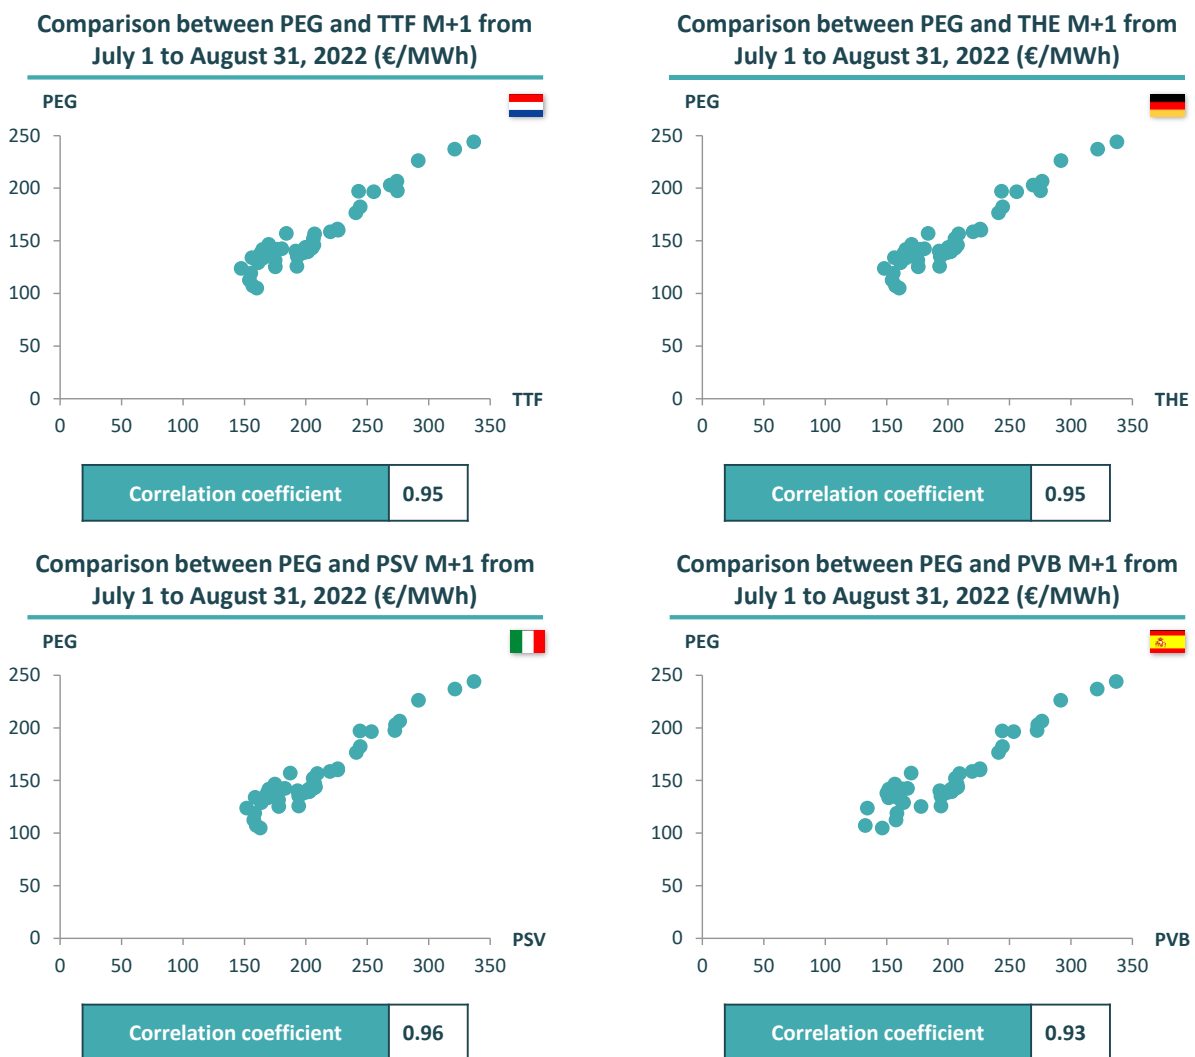 Comparison between PEG and TTF M+1 from
July 1 to August 31, 2022 (€/MWh)
PEG
250
200
150
100
50
0
TTF
0 50 100 150 200 250 300 350
Correlation coefficient 0.95
Comparison between PEG and THE M+1 from
July 1 to August 31, 2022 (€/MWh)
PEG
250
200
150
100
50
0
THE
0 50 100 150 200 250 300 350
Correlation coefficient 0.95
Comparison between PEG and PSV M+1 from
July 1 to August 31, 2022 (€/MWh)
PEG
250
200
150
100
50
0
PSV
0 50 100 150 200 250 300 350
Correlation coefficient 0.96
Comparison between PEG and PVB M+1 from
July 1 to August 31, 2022 (€/MWh)
PEG
250
200
150
100
50
0
PVB
0 50 100 150 200 250 300 350
Correlation coefficient 0.93